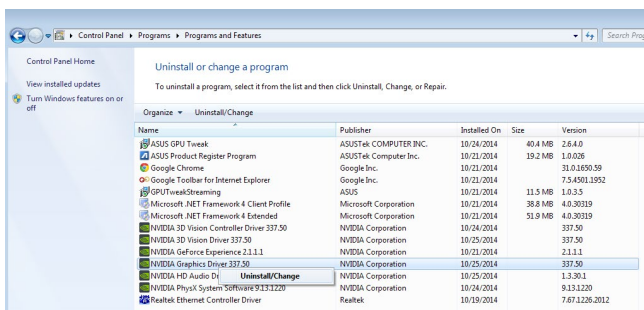 Control Panel ▸ Programs ▸ Programs and Features
Search Prog
Control Panel Home
View installed updates
Turn Windows features on or off
Uninstall or change a program
To uninstall a program, select it from the list and then click Uninstall, Change, or Repair.
Organize Uninstall/Change
Name Publisher Installed On Size Version
ASUS GPU Tweak ASUSTek COMPUTER INC. 10/24/2014 40.4 MB 2.6.4.0
ASUS Product Register Program ASUSTek Computer Inc. 10/21/2014 19.2 MB 1.0.026
Google Chrome Google Inc. 10/21/2014 31.0.1650.59
Google Toolbar for Internet Explorer Google Inc. 10/21/2014 7.5.4501.1952
GPUTweakStreaming ASUS 10/21/2014 11.5 MB 1.0.3.5
Microsoft .NET Framework 4 Client Profile Microsoft Corporation 10/21/2014 38.8 MB 4.0.30319
Microsoft .NET Framework 4 Extended Microsoft Corporation 10/21/2014 51.9 MB 4.0.30319
NVIDIA 3D Vision Controller Driver 337.50 NVIDIA Corporation 10/24/2014 337.50
NVIDIA 3D Vision Driver 337.50 NVIDIA Corporation 10/25/2014 337.50
NVIDIA GeForce Experience 2.1.1.1 NVIDIA Corporation 10/21/2014 2.1.1.1
NVIDIA Graphics Driver 337.50 NVIDIA Corporation 10/25/2014 337.50
NVIDIA HD Audio Dr Uninstall/Change NVIDIA Corporation 10/25/2014 1.3.30.1
NVIDIA PhysX System Software 9.13.1220 NVIDIA Corporation 10/24/2014 9.13.1220
Realtek Ethernet Controller Driver Realtek 10/19/2014 7.67.1226.2012